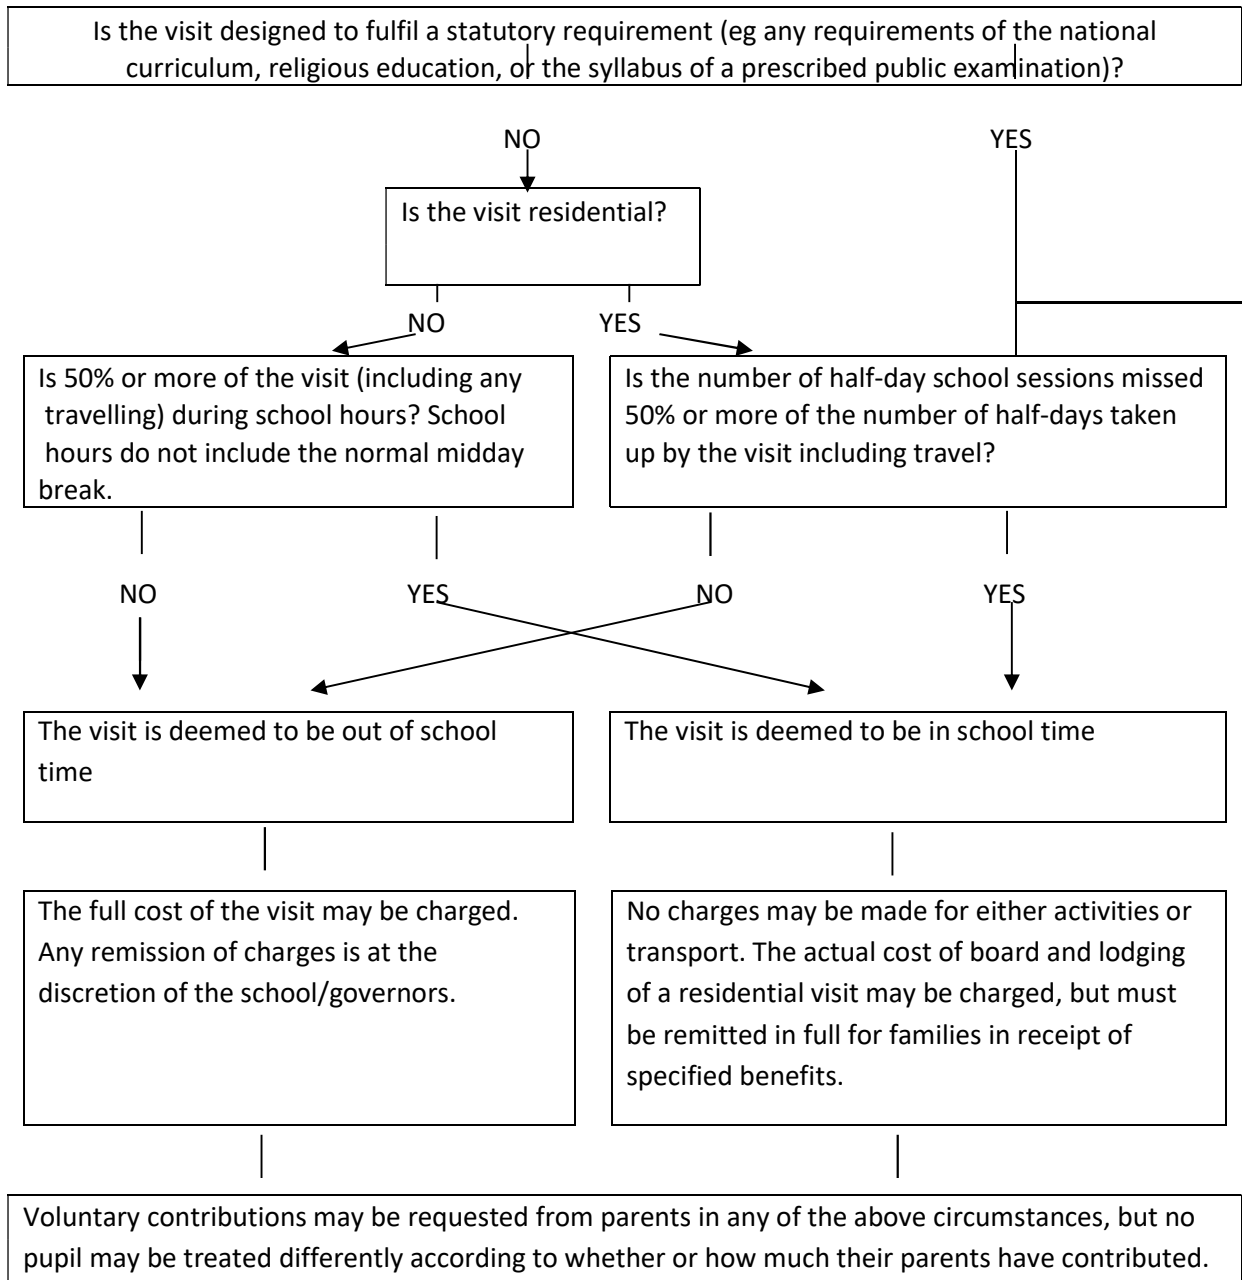 Is the visit designed to fulfil a statutory requirement (eg any requirements of the national
curriculum, religious education, or the syllabus of a prescribed public examination)?
NO
YES
Is the visit residential?
NO
YES
Is 50% or more of the visit (including any
travelling) during school hours? School
hours do not include the normal midday
break.
Is the number of half-day school sessions missed
50% or more of the number of half-days taken
up by the visit including travel?
NO
YES
NO
YES
The visit is deemed to be out of school
time
The visit is deemed to be in school time
The full cost of the visit may be charged.
Any remission of charges is at the
discretion of the school/governors.
No charges may be made for either activities or
transport. The actual cost of board and lodging
of a residential visit may be charged, but must
be remitted in full for families in receipt of
specified benefits.
Voluntary contributions may be requested from parents in any of the above circumstances, but no
pupil may be treated differently according to whether or how much their parents have contributed.